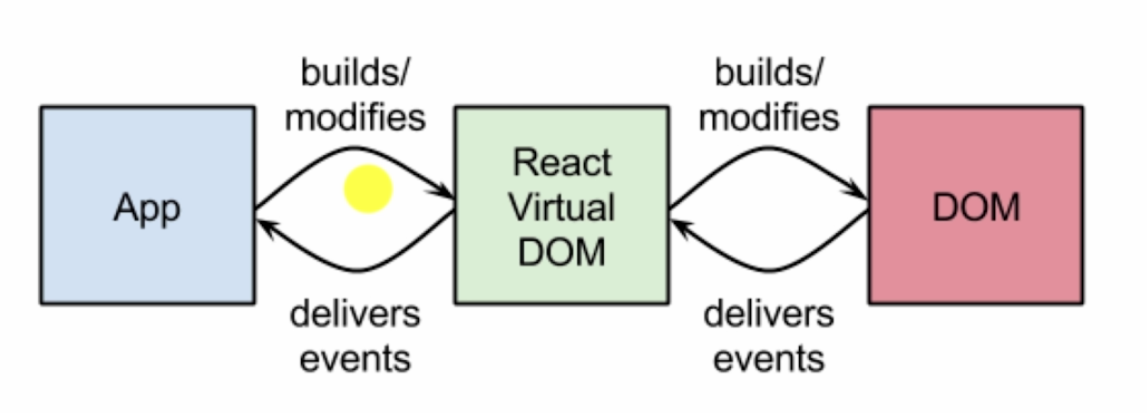 builds/
modifies
builds/
modifies
App
React
Virtual
DOM
DOM
delivers
events
delivers
events